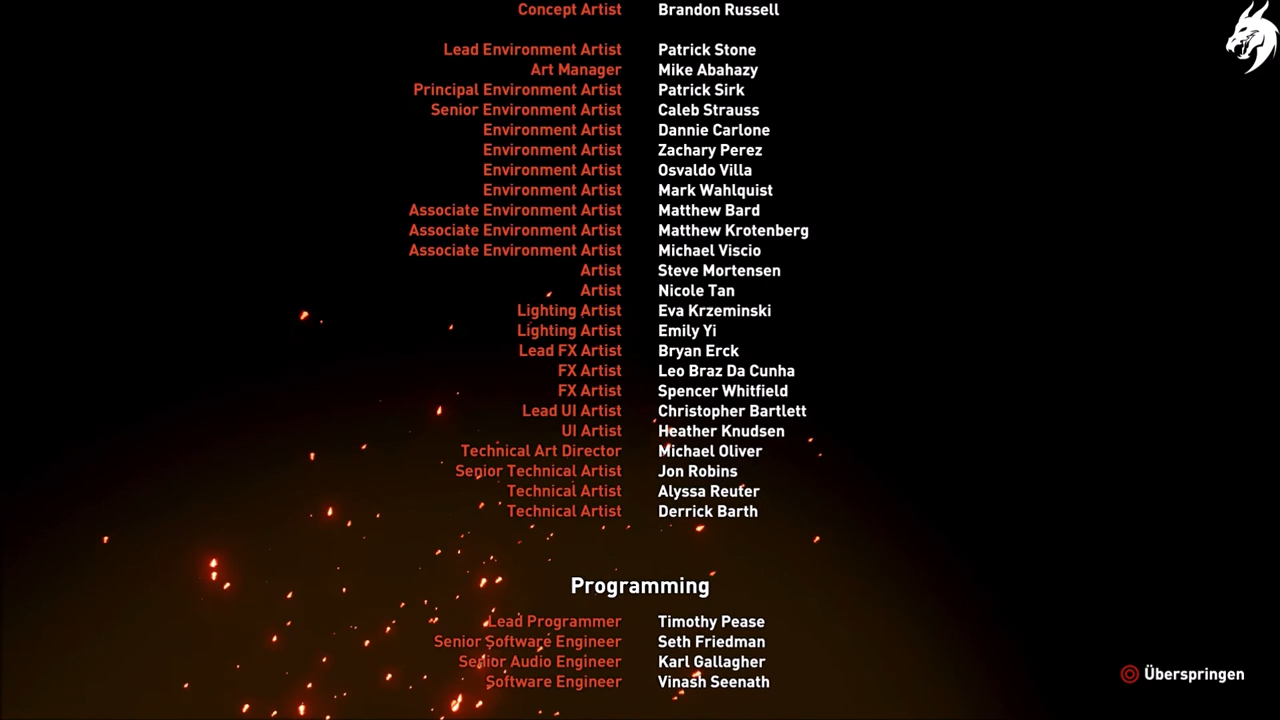 Concept Artist Brandon Russell
Lead Environment Artist Patrick Stone
Art Manager Mike Abahazy
Principal Environment Artist Patrick Sirk
Senior Environment Artist Caleb Strauss
Environment Artist Dannie Carlone
Environment Artist Zachary Perez
Environment Artist Osvaldo Villa
Environment Artist Mark Wahlquist
Associate Environment Artist Matthew Bard
Associate Environment Artist Matthew Krotenberg
Associate Environment Artist Michael Viscio
Artist Steve Mortensen
Artist Nicole Tan
Lighting Artist Eva Krzeminski
Lighting Artist Emily Yi
Lead FX Artist Bryan Erck
FX Artist Leo Braz Da Cunha
FX Artist Spencer Whitfield
Lead UI Artist Christopher Bartlett
UI Artist Heather Knudsen
Technical Art Director Michael Oliver
Senior Technical Artist Jon Robins
Technical Artist Alyssa Reuter
Technical Artist Derrick Barth
Programming
Lead Programmer Timothy Pease
Senior Software Engineer Seth Friedman
Senior Audio Engineer Karl Gallagher
Software Engineer Vinash Seenath
Überspringen